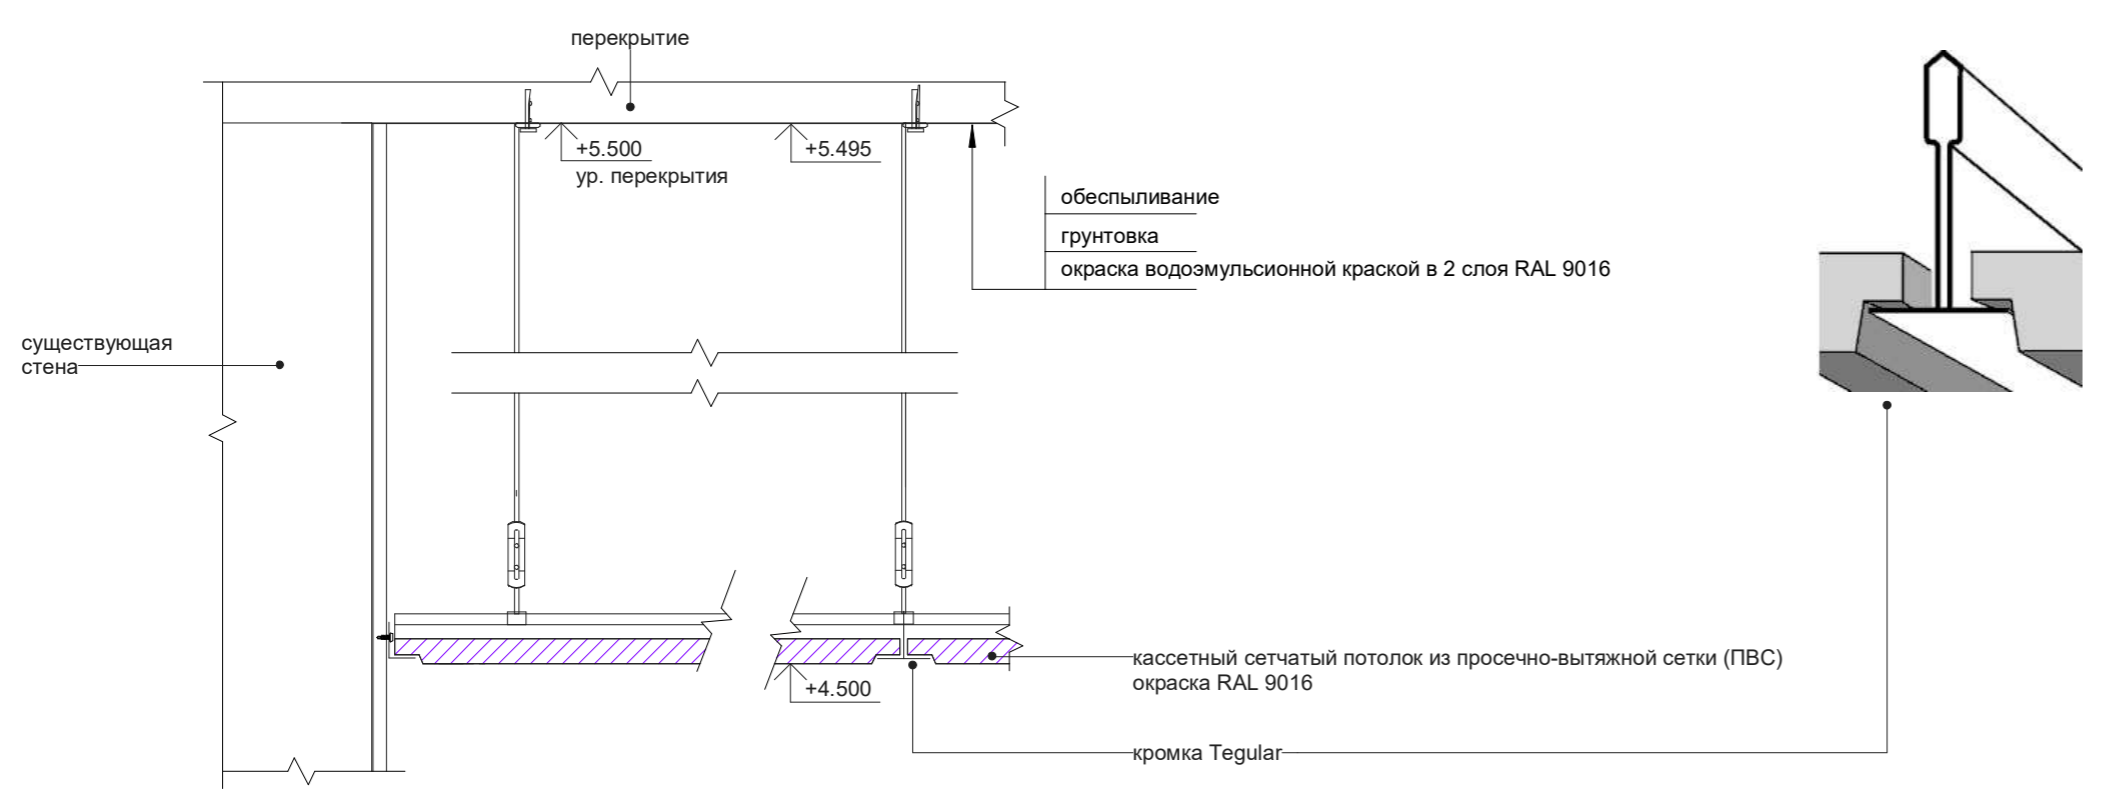 перекрытие
+5.500
ур. перекрытия
+5.495
обеспыливание
грунтовка
окраска водоэмульсионной краской в 2 слоя RAL 9016
существующая
стена
кассетный сетчатый потолок из просечно-вытяжной сетки (ПВС)
окраска RAL 9016
+4.500
кромка Tegular